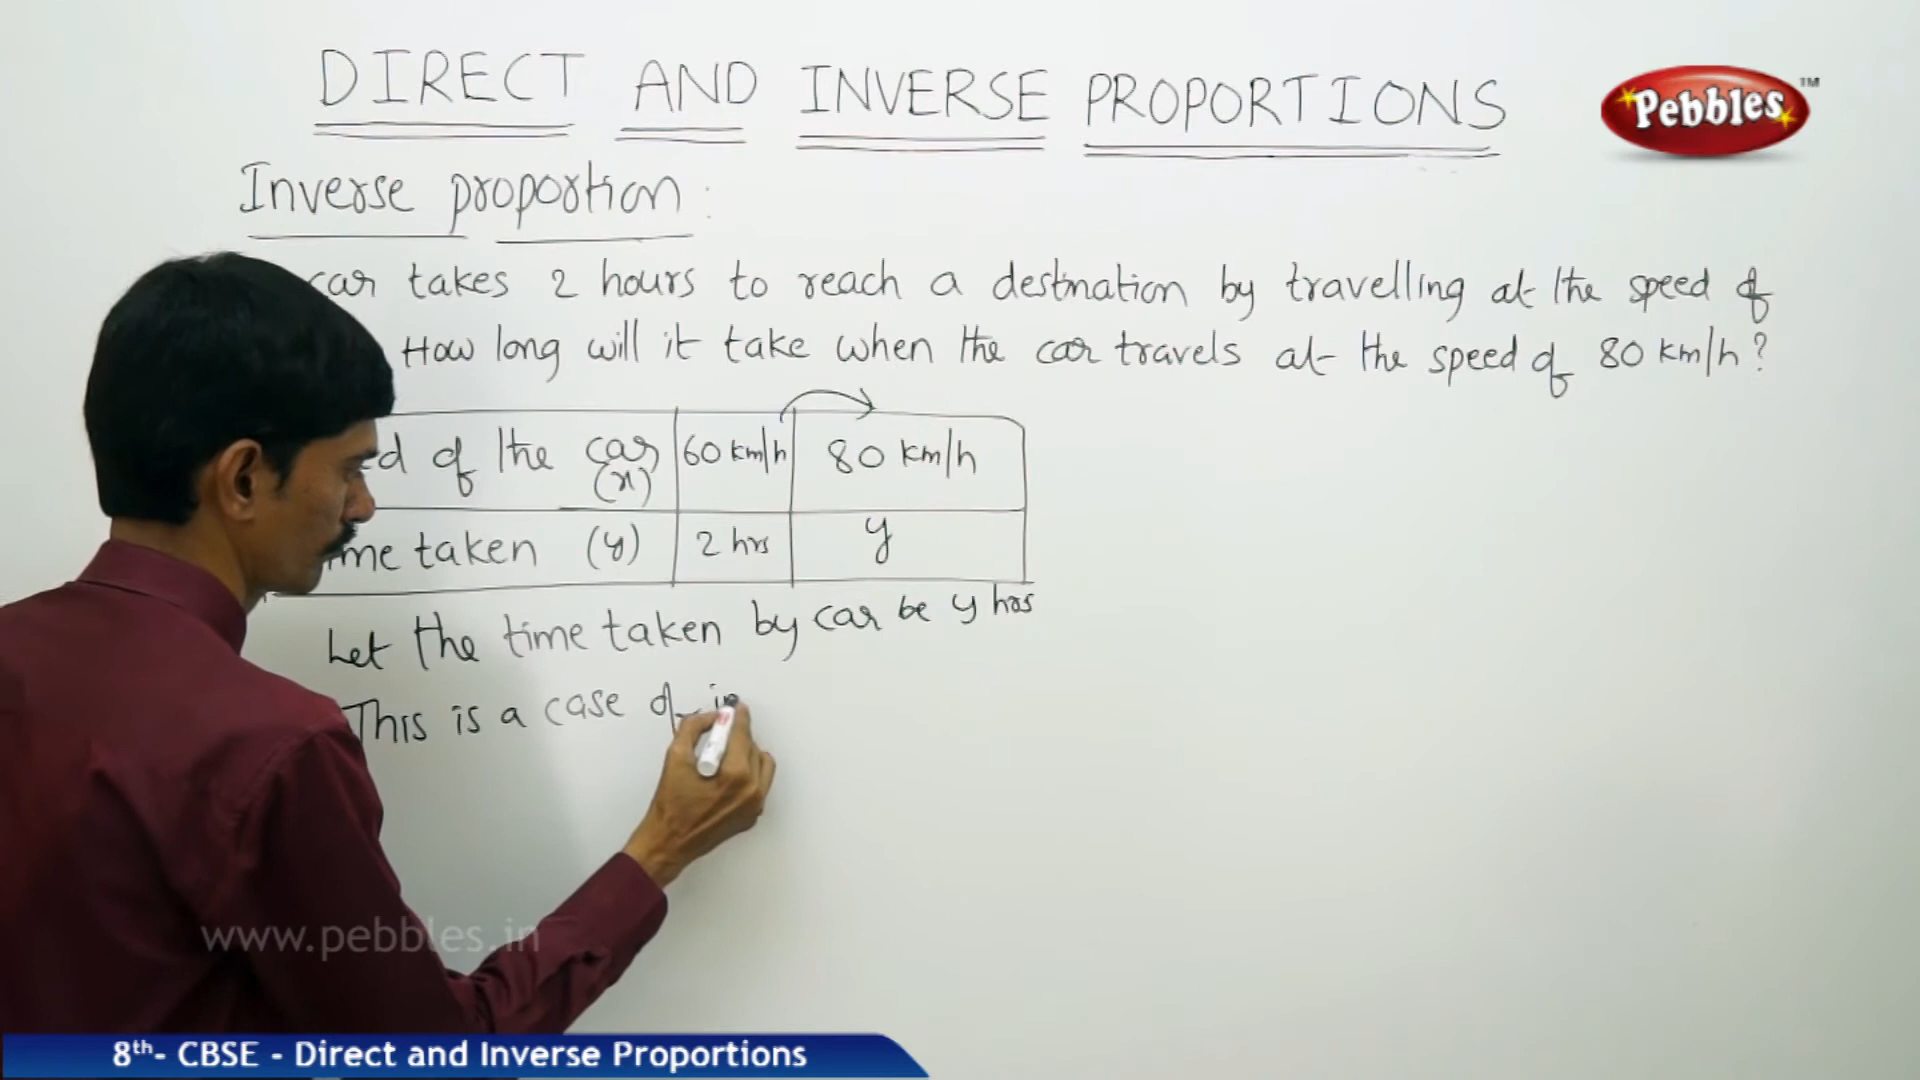 DIRECT AND INVERSE PROPORTIONS
Pebbles™
Inverse proportion:
car takes 2 hours to reach a destination by travelling at the speed of
How long will it take when the car travels at the speed of 80 km/h?
ed of the car (x) 60 km/h 80 km/h
me taken (y) 2 hrs y
Let the time taken by car be y hrs
This is a case of in
www.pebbles.in
8th- CBSE - Direct and Inverse Proportions